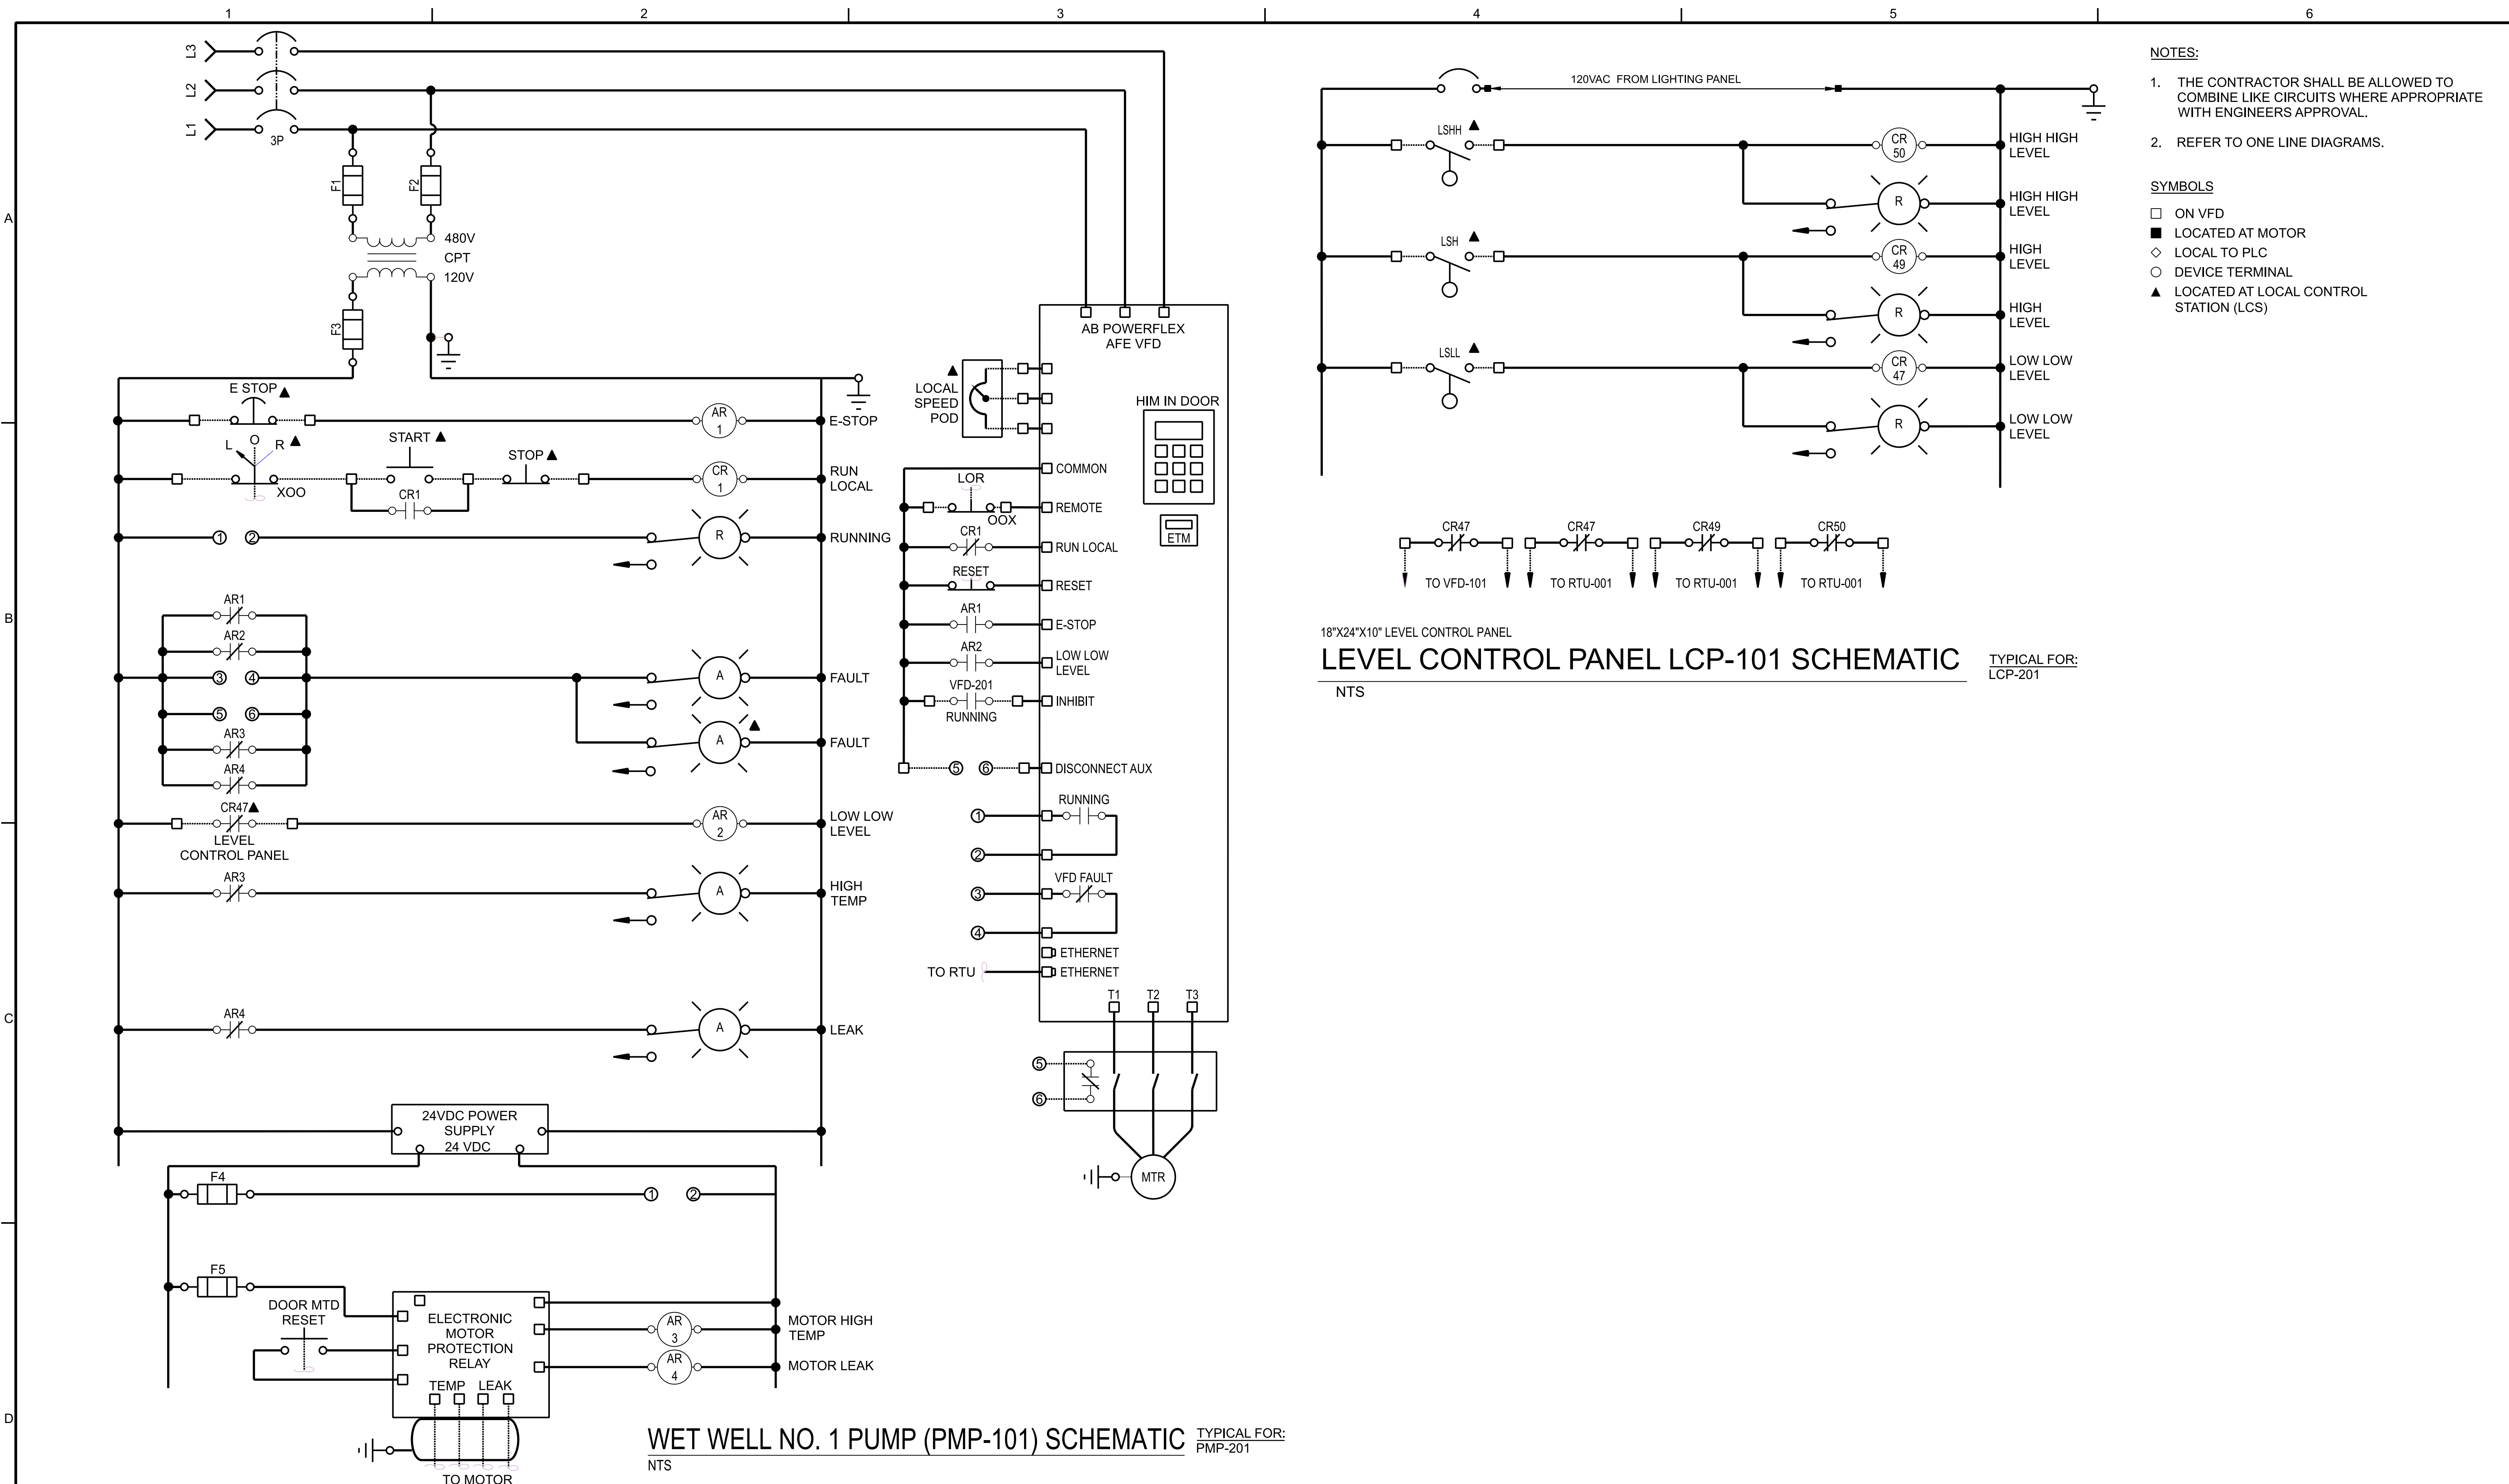 1
2
3
4
5
6
A
B
C
D
L3
L2
L1
3P
F1
F2
480V
CPT
120V
F3
E STOP
AR
1
E-STOP
L
O
R
XOO
START
CR1
STOP
CR
1
RUN
LOCAL
1
2
R
RUNNING
AR1
AR2
3
4
5
6
AR3
AR4
A
FAULT
A
FAULT
CR47
LEVEL
CONTROL PANEL
AR
2
LOW LOW
LEVEL
AR3
A
HIGH
TEMP
AR4
A
LEAK
24VDC POWER
SUPPLY
24 VDC
F4
1
2
F5
DOOR MTD
RESET
ELECTRONIC
MOTOR
PROTECTION
RELAY
TEMP LEAK
AR
3
MOTOR HIGH
TEMP
AR
4
MOTOR LEAK
TO MOTOR
AB POWERFLEX
AFE VFD
LOCAL
SPEED
POD
HIM IN DOOR
ETM
COMMON
LOR
OOX
REMOTE
CR1
RUN LOCAL
RESET
RESET
AR1
E-STOP
AR2
LOW LOW
LEVEL
VFD-201
RUNNING
INHIBIT
5
6
DISCONNECT AUX
1
RUNNING
2
3
VFD FAULT
4
ETHERNET
TO RTU
ETHERNET
T1
T2
T3
5
6
MTR
WET WELL NO. 1 PUMP (PMP-101) SCHEMATIC
NTS
TYPICAL FOR:
PMP-201
120VAC FROM LIGHTING PANEL
LSHH
CR
50
HIGH HIGH
LEVEL
R
HIGH HIGH
LEVEL
LSH
CR
49
HIGH
LEVEL
R
HIGH
LEVEL
LSLL
CR
47
LOW LOW
LEVEL
R
LOW LOW
LEVEL
CR47
TO VFD-101
CR47
TO RTU-001
CR49
TO RTU-001
CR50
TO RTU-001
18"X24"X10" LEVEL CONTROL PANEL
LEVEL CONTROL PANEL LCP-101 SCHEMATIC
NTS
TYPICAL FOR:
LCP-201
NOTES:
1. THE CONTRACTOR SHALL BE ALLOWED TO
COMBINE LIKE CIRCUITS WHERE APPROPRIATE
WITH ENGINEERS APPROVAL.
2. REFER TO ONE LINE DIAGRAMS.
SYMBOLS
ON VFD
LOCATED AT MOTOR
LOCAL TO PLC
DEVICE TERMINAL
LOCATED AT LOCAL CONTROL
STATION (LCS)